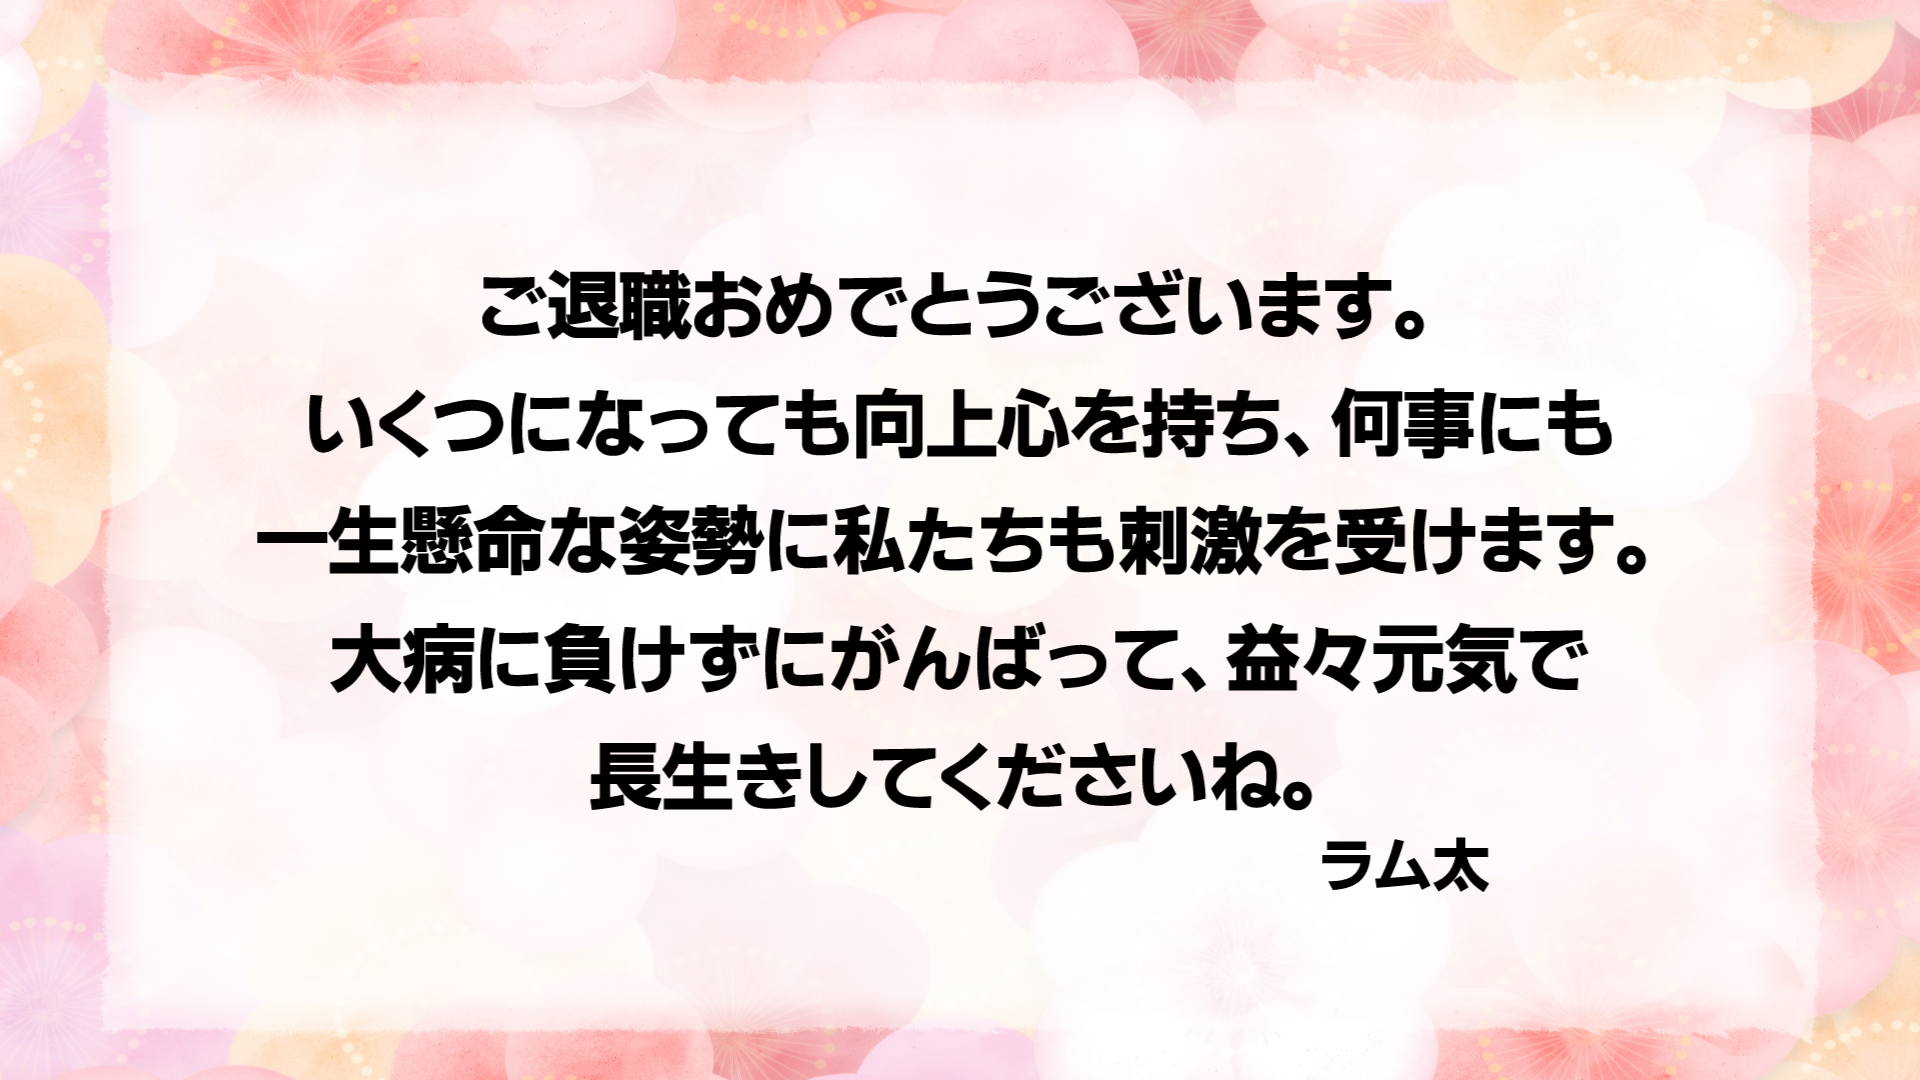 ご退職おめでとうございます。
いくつになっても向上心を持ち、何事にも
一生懸命な姿勢に私たちも刺激を受けます。
大病に負けずにがんばって、益々元気で
長生きしてくださいね。
ラム太